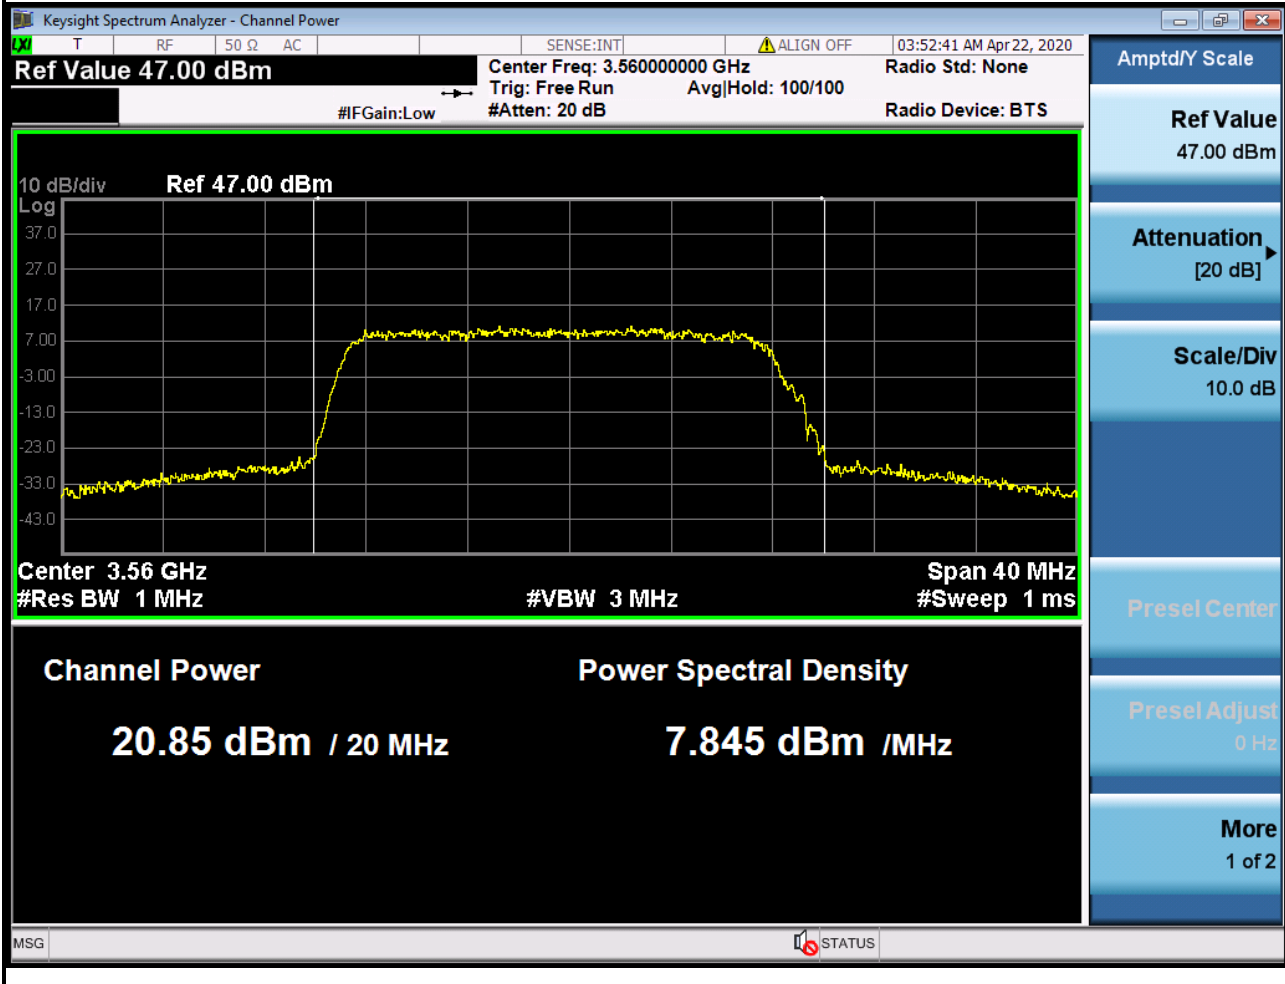 Keysight Spectrum Analyzer - Channel Power
LXI T RF 50 Ω AC SENSE:INT ALIGN OFF 03:52:41 AM Apr 22, 2020
Ref Value 47.00 dBm
Center Freq: 3.560000000 GHz
Radio Std: None
Trig: Free Run
Avg|Hold: 100/100
#IFGain:Low
#Atten: 20 dB
Radio Device: BTS
10 dB/div
Ref 47.00 dBm
Log
37.0
27.0
17.0
7.00
-3.00
-13.0
-23.0
-33.0
-43.0
Center 3.56 GHz
Span 40 MHz
#Res BW 1 MHz
#VBW 3 MHz
#Sweep 1 ms
Channel Power
Power Spectral Density
20.85 dBm / 20 MHz
7.845 dBm /MHz
Amptd/Y Scale
Ref Value
47.00 dBm
Attenuation
[20 dB]
Scale/Div
10.0 dB
Presel Center
Presel Adjust
0 Hz
More
1 of 2
MSG
STATUS